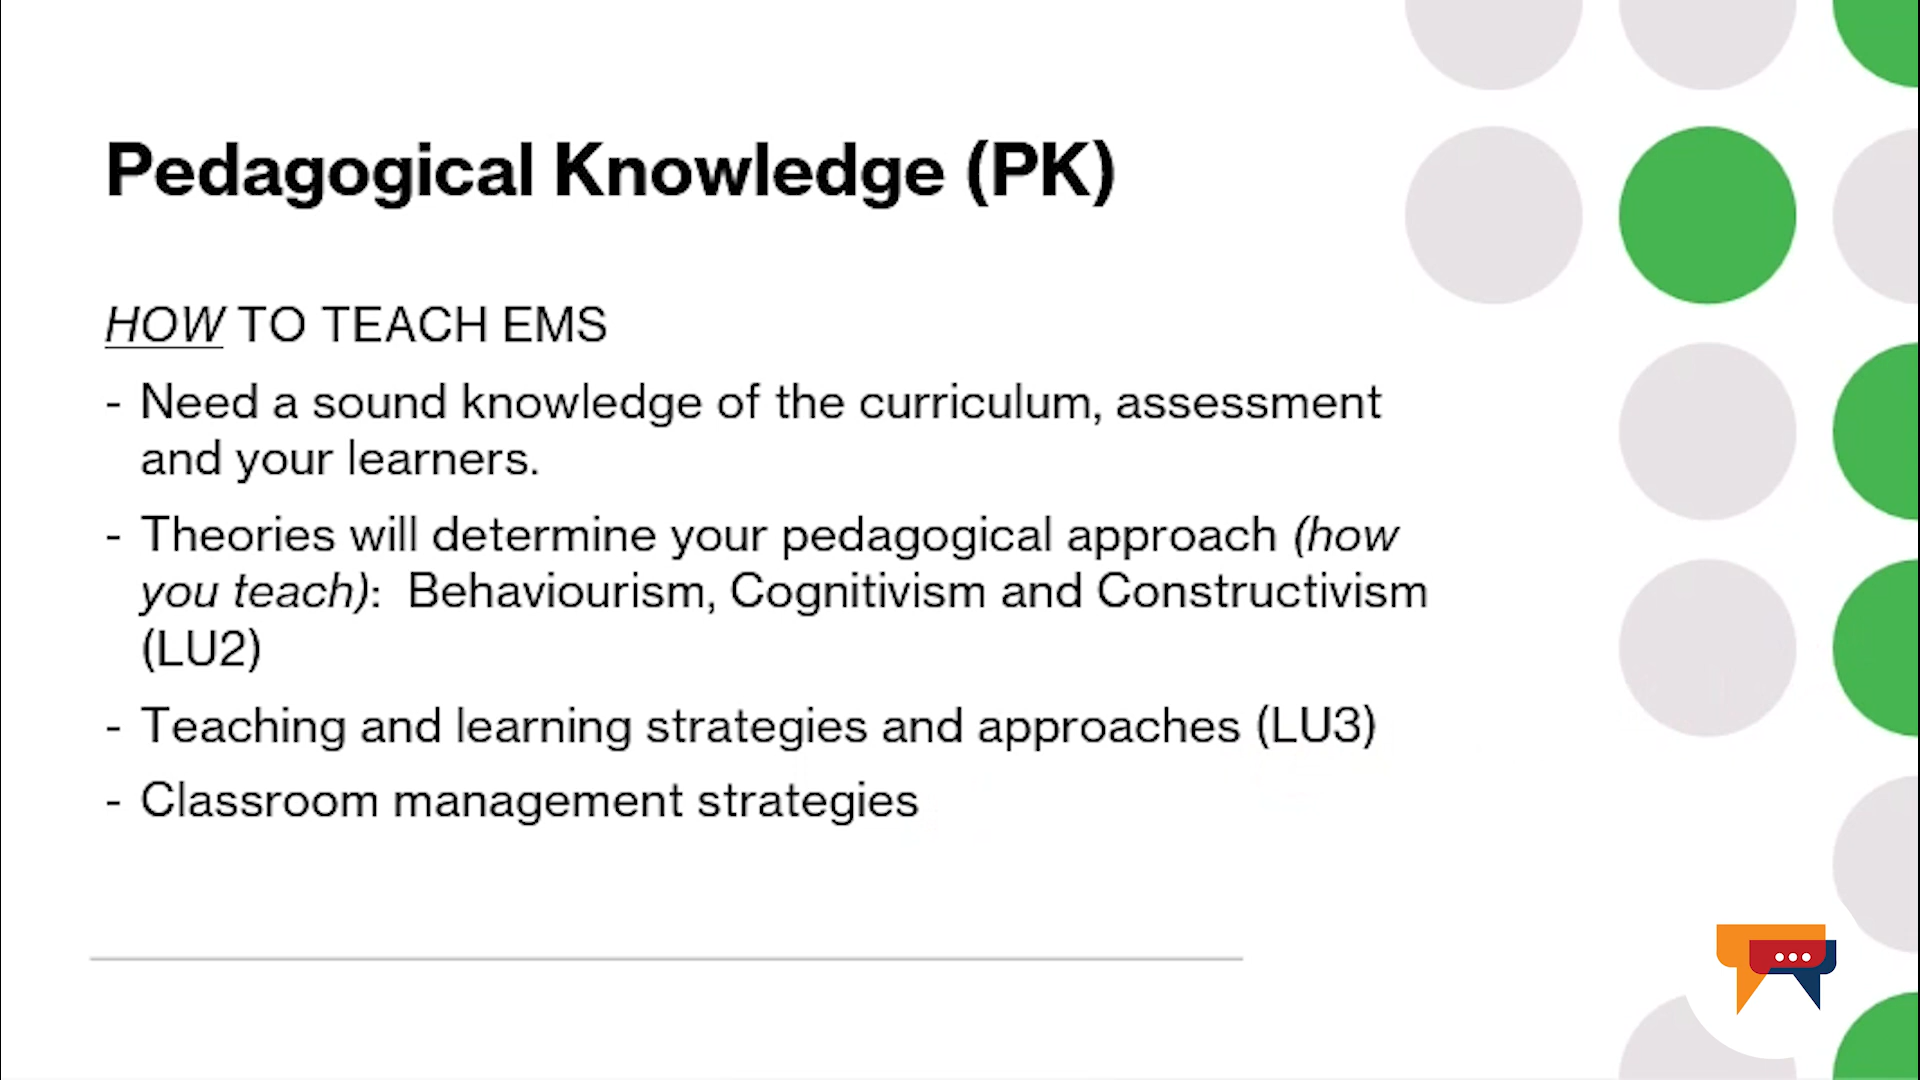 Pedagogical Knowledge (PK)
HOW TO TEACH EMS
- Need a sound knowledge of the curriculum, assessment
and your learners.
- Theories will determine your pedagogical approach (how
you teach):  Behaviourism, Cognitivism and Constructivism
(LU2)
- Teaching and learning strategies and approaches (LU3)
- Classroom management strategies